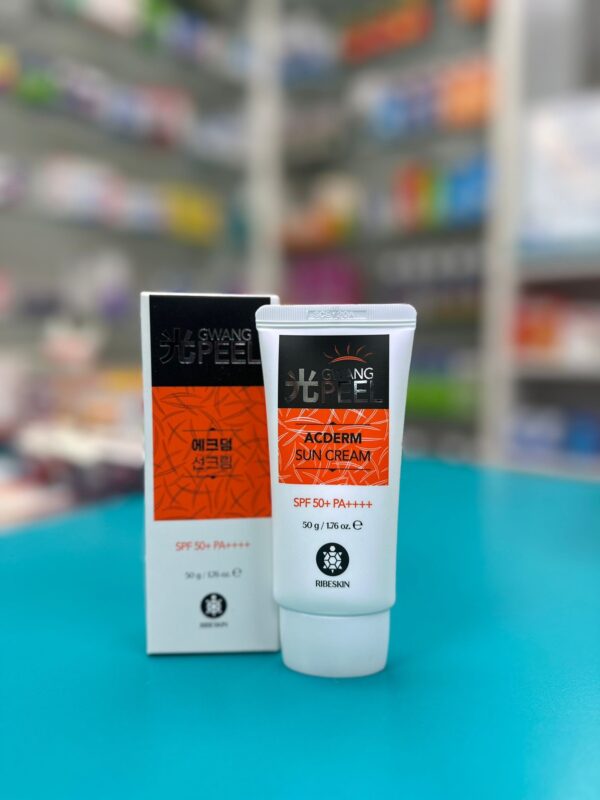 光 GWANG
PEEL
에크덤
선크림
SPF 50+ PA++++
50 g / 1.76 oz. ℮
RIBESKIN
光 GWANG
PEEL
ACDERM
SUN CREAM
SPF 50+ PA++++
50 g / 1.76 oz. ℮
RIBESKIN